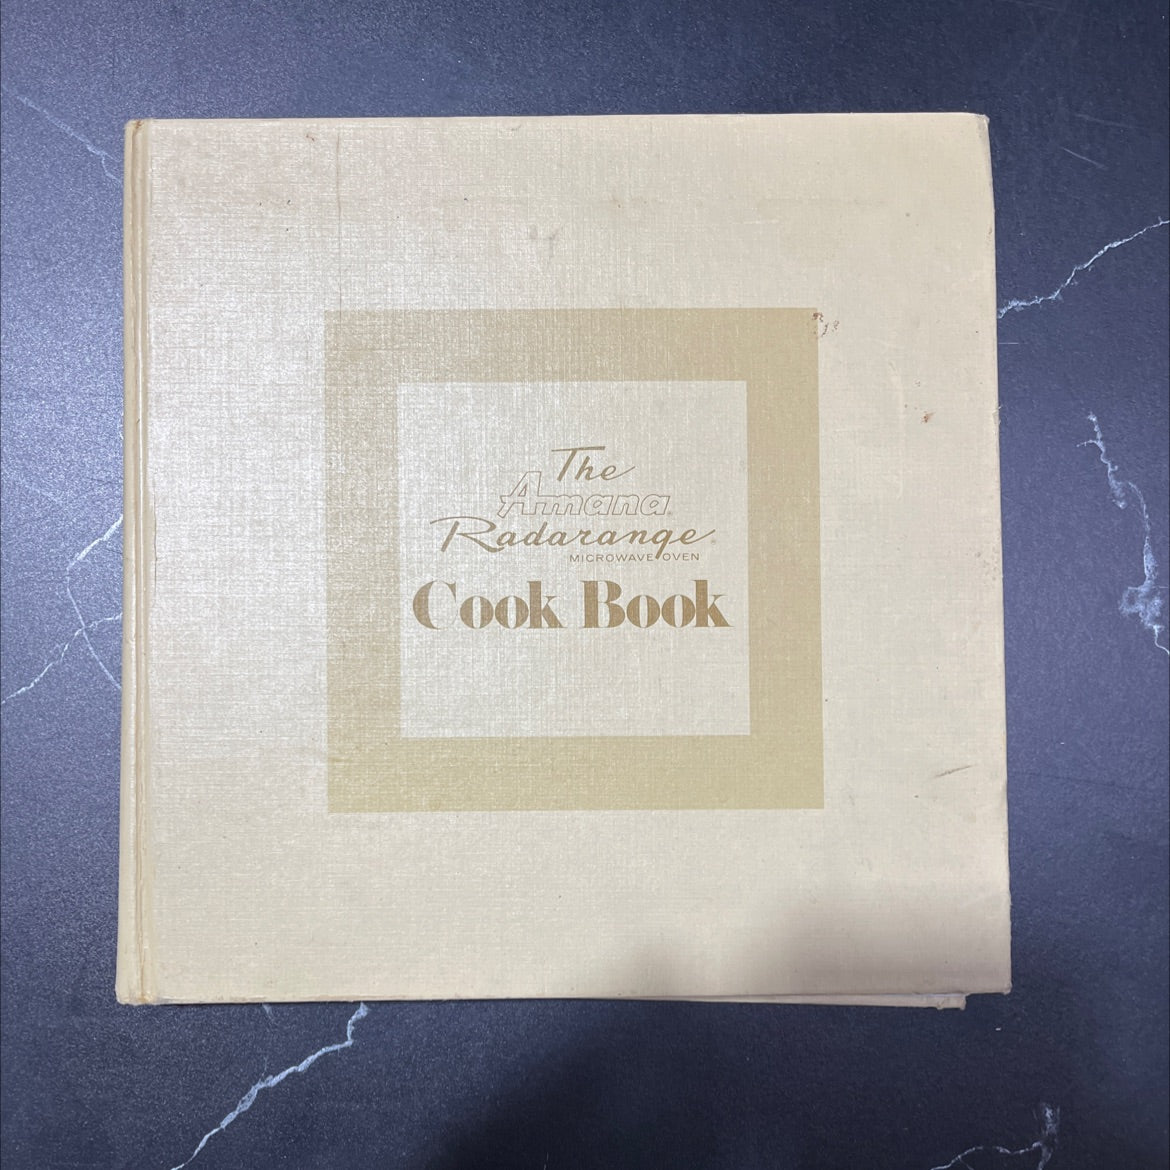 The
Amana®
Radarange®
MICROWAVE OVEN
Cook Book